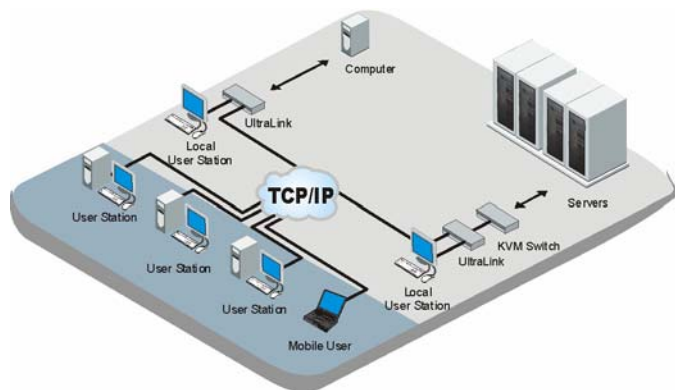 Computer
UltraLink
Local
User Station
TCP/IP
User Station
Servers
KVM Switch
UltraLink
User Station
Local
User Station
User Station
Mobile User